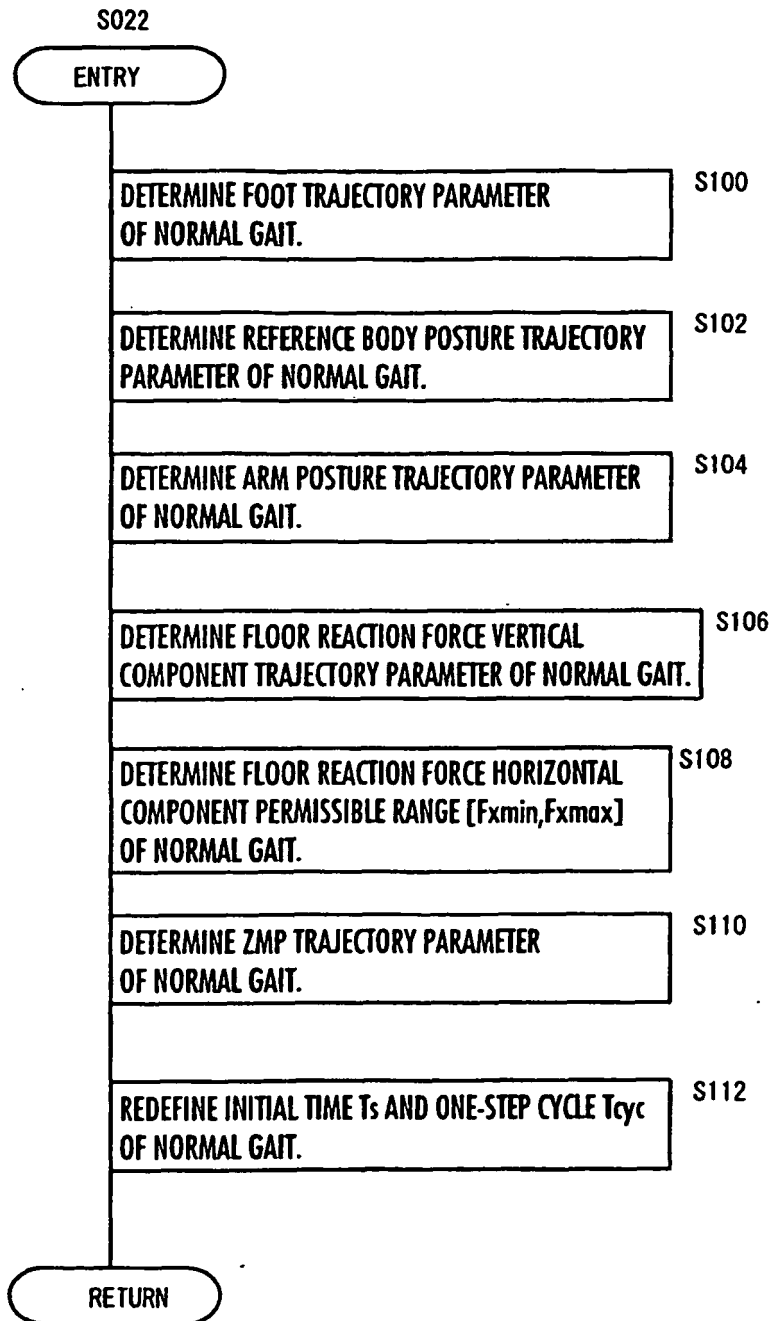 S022
ENTRY
S100
DETERMINE FOOT TRAJECTORY PARAMETER
OF NORMAL GAIT.
S102
DETERMINE REFERENCE BODY POSTURE TRAJECTORY
PARAMETER OF NORMAL GAIT.
S104
DETERMINE ARM POSTURE TRAJECTORY PARAMETER
OF NORMAL GAIT.
S106
DETERMINE FLOOR REACTION FORCE VERTICAL
COMPONENT TRAJECTORY PARAMETER OF NORMAL GAIT.
S108
DETERMINE FLOOR REACTION FORCE HORIZONTAL
COMPONENT PERMISSIBLE RANGE [Fxmin,Fxmax]
OF NORMAL GAIT.
S110
DETERMINE ZMP TRAJECTORY PARAMETER
OF NORMAL GAIT.
S112
REDEFINE INITIAL TIME Ts AND ONE-STEP CYCLE Tcyc
OF NORMAL GAIT.
RETURN